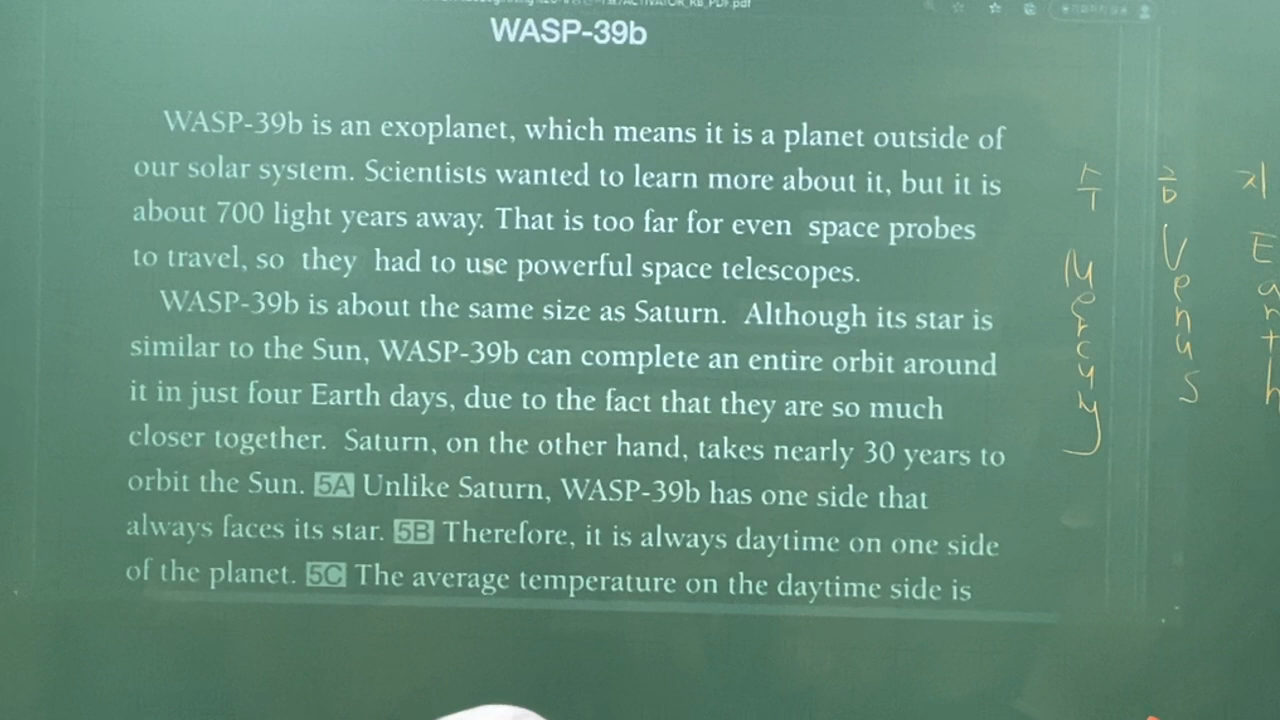 WASP-39b
WASP-39b is an exoplanet, which means it is a planet outside of
our solar system. Scientists wanted to learn more about it, but it is
about 700 light years away. That is too far for even space probes
to travel, so they had to use powerful space telescopes.
WASP-39b is about the same size as Saturn. Although its star is
similar to the Sun, WASP-39b can complete an entire orbit around
it in just four Earth days, due to the fact that they are so much
closer together. Saturn, on the other hand, takes nearly 30 years to
orbit the Sun. 5A Unlike Saturn, WASP-39b has one side that
always faces its star. 5B Therefore, it is always daytime on one side
of the planet. 5C The average temperature on the daytime side is
수
Mercury
금
Venus
지
Earth